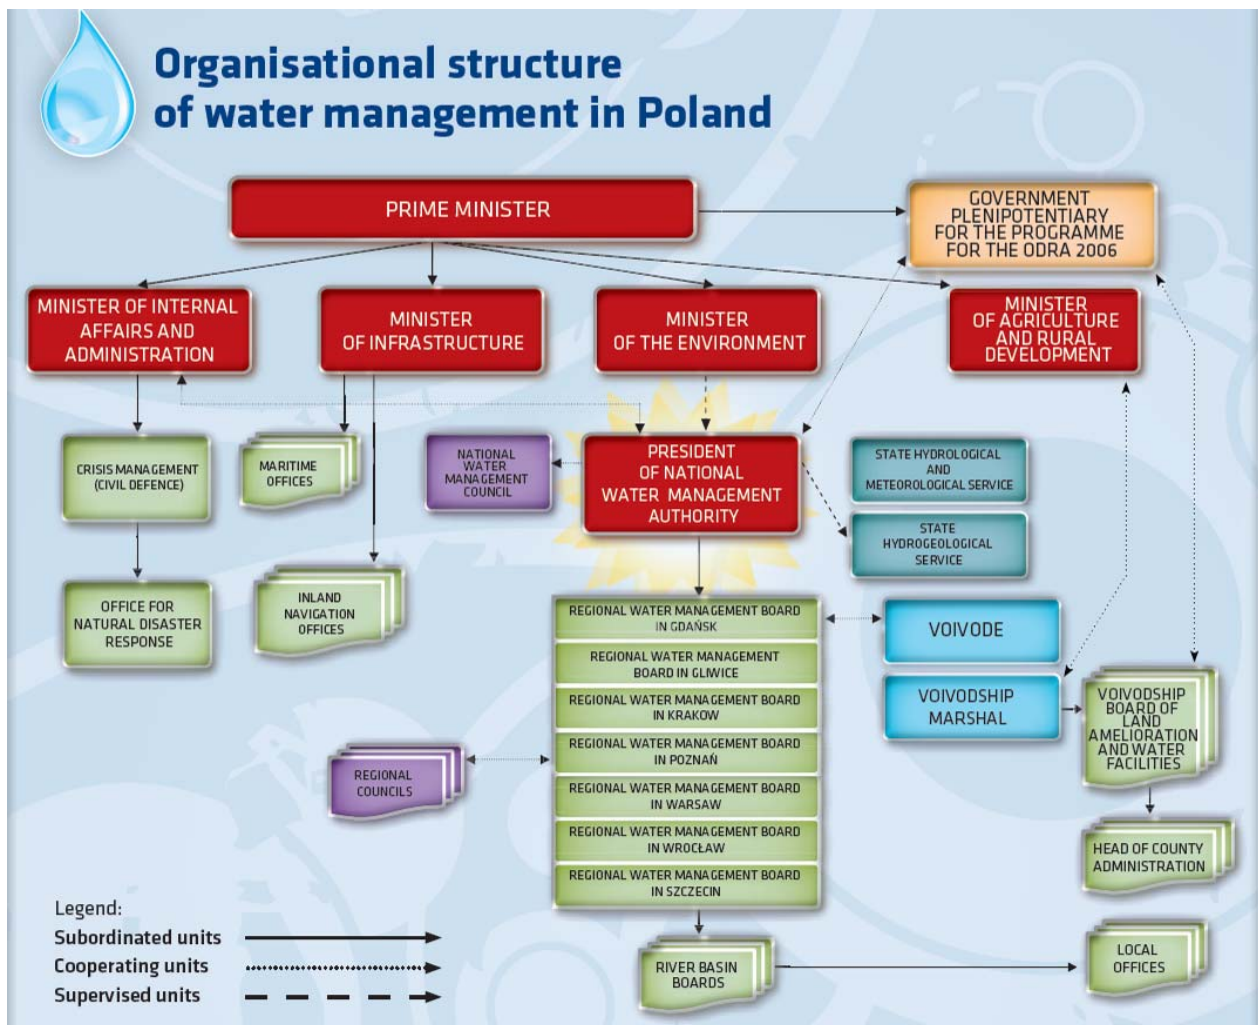 Organisational structure
of water management in Poland
PRIME MINISTER
GOVERNMENT
PLENIPOTENTIARY
FOR THE PROGRAMME
FOR THE ODRA 2006
MINISTER OF INTERNAL
AFFAIRS AND
ADMINISTRATION
MINISTER
OF INFRASTRUCTURE
MINISTER
OF THE ENVIRONMENT
MINISTER
OF AGRICULTURE
AND RURAL
DEVELOPMENT
CRISIS MANAGEMENT
(CIVIL DEFENCE)
MARITIME
OFFICES
NATIONAL
WATER
MANAGEMENT
COUNCIL
PRESIDENT
OF NATIONAL
WATER MANAGEMENT
AUTHORITY
STATE HYDROLOGICAL
AND
METEOROLOGICAL SERVICE
STATE
HYDROGEOLOGICAL
SERVICE
OFFICE FOR
NATURAL DISASTER
RESPONSE
INLAND
NAVIGATION
OFFICES
REGIONAL WATER MANAGEMENT BOARD
IN GDAŃSK
REGIONAL WATER MANAGEMENT
BOARD IN GLIWICE
REGIONAL WATER MANAGEMENT BOARD
IN KRAKOW
REGIONAL WATER MANAGEMENT BOARD
IN POZNAŃ
REGIONAL WATER MANAGEMENT BOARD
IN WARSAW
REGIONAL WATER MANAGEMENT BOARD
IN WROCŁAW
REGIONAL WATER MANAGEMENT BOARD
IN SZCZECIN
VOIVODE
VOIVODSHIP
MARSHAL
VOIVODSHIP
BOARD OF
LAND
AMELIORATION
AND WATER
FACILITIES
REGIONAL
COUNCILS
HEAD OF COUNTY
ADMINISTRATION
RIVER BASIN
BOARDS
LOCAL
OFFICES
Legend:
Subordinated units
Cooperating units
Supervised units